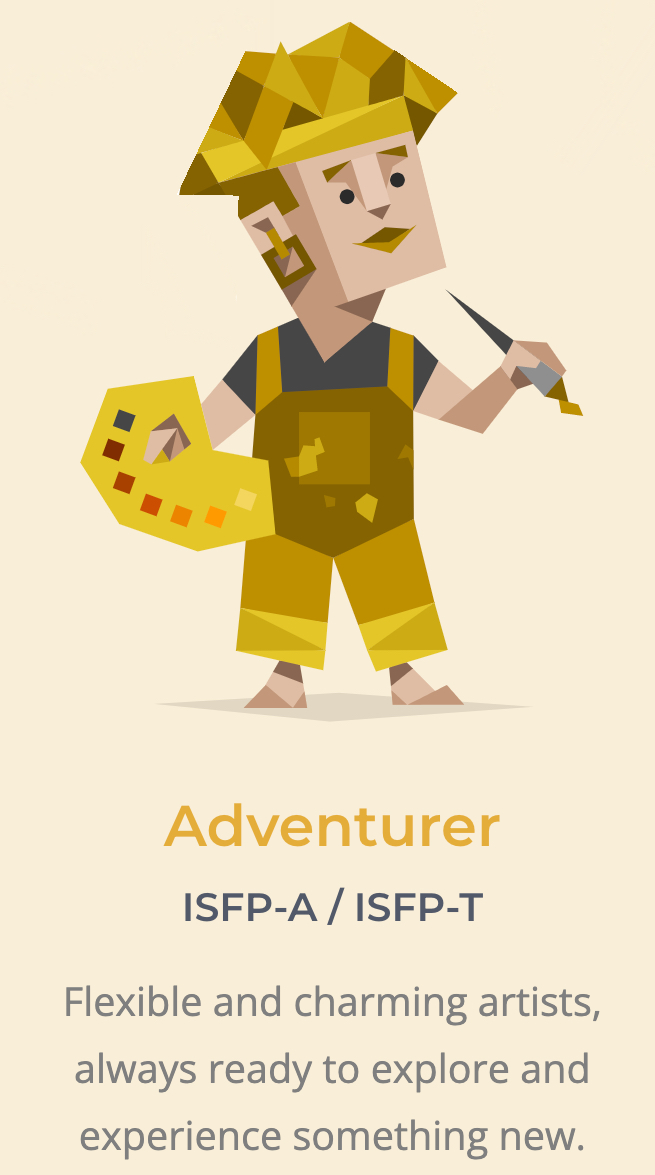 Adventurer
ISFP-A / ISFP-T
Flexible and charming artists,
always ready to explore and
experience something new.